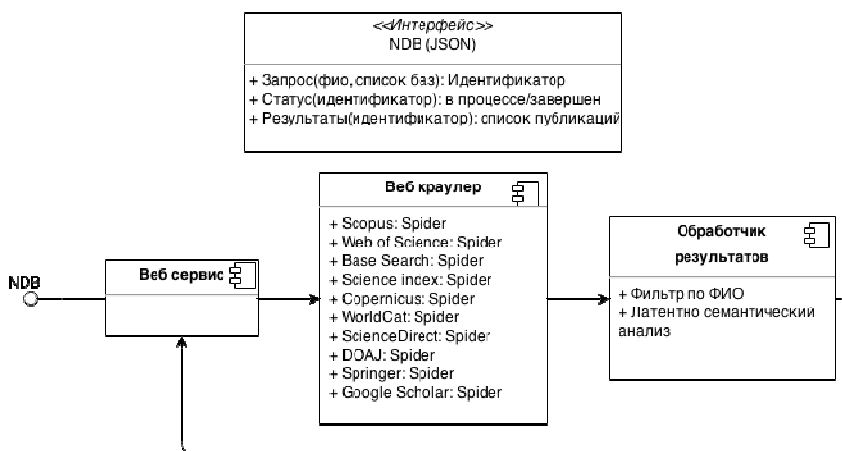 <<Интерфейс>>
NDB (JSON)
+ Запрос(фио, список баз): Идентификатор
+ Статус(идентификатор): в процессе/завершен
+ Результаты(идентификатор): список публикаций
NDB
Веб сервис
Веб краулер
+ Scopus: Spider
+ Web of Science: Spider
+ Base Search: Spider
+ Science index: Spider
+ Copernicus: Spider
+ WorldCat: Spider
+ ScienceDirect: Spider
+ DOAJ: Spider
+ Springer: Spider
+ Google Scholar: Spider
Обработчик
результатов
+ Фильтр по ФИО
+ Латентно семантический
анализ